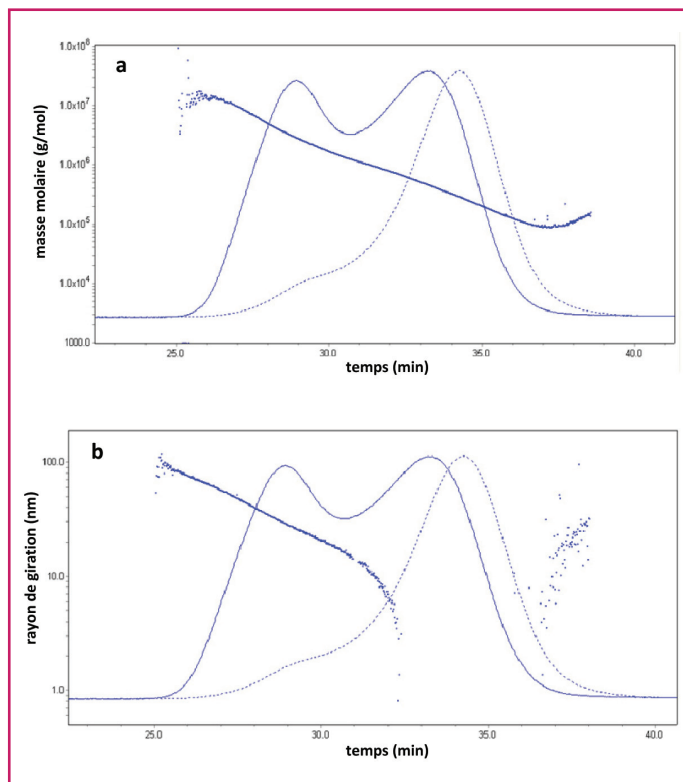 a
1.0x10⁸
1.0x10⁷
1.0x10⁶
1.0x10⁵
1.0x10⁴
1000.0
masse molaire (g/mol)
25.0
30.0
35.0
40.0
temps (min)
b
100.0
10.0
1.0
rayon de giration (nm)
25.0
30.0
35.0
40.0
temps (min)